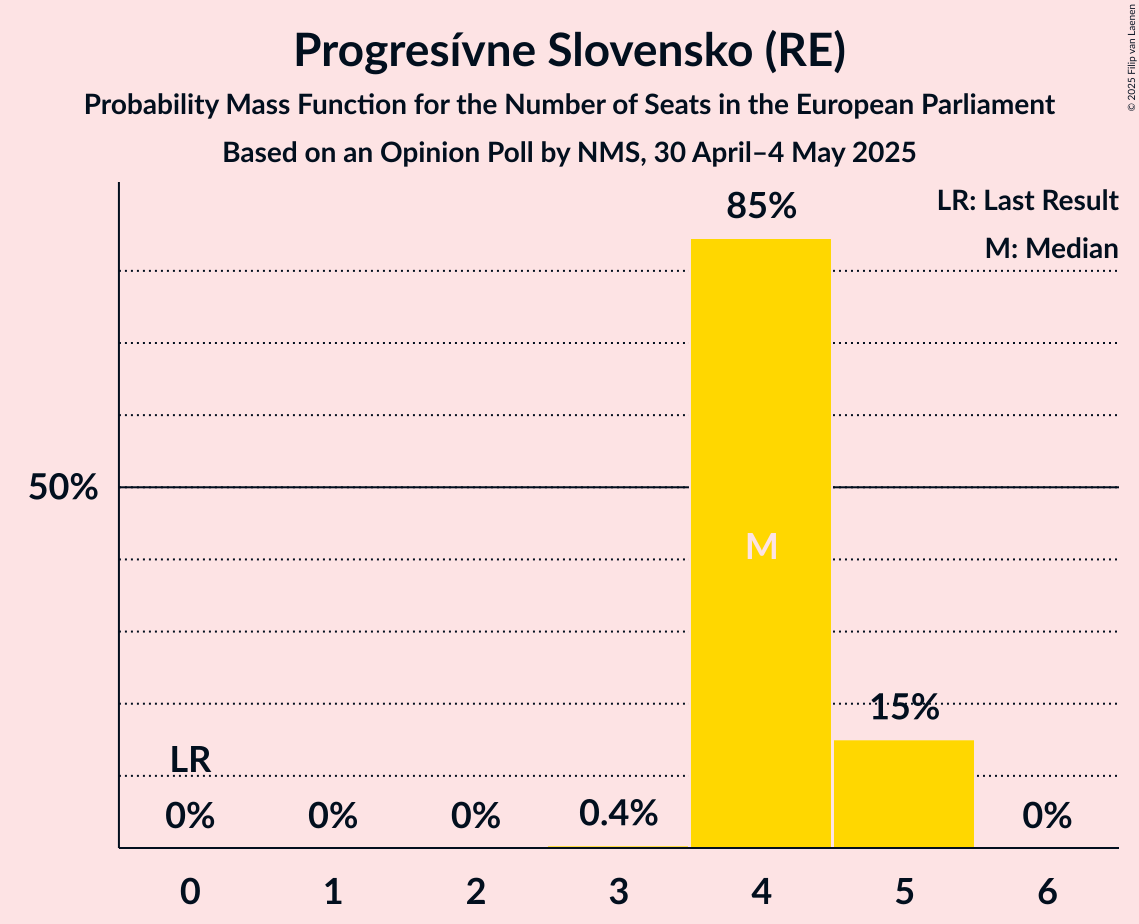 Progresívne Slovensko (RE)
Probability Mass Function for the Number of Seats in the European Parliament
Based on an Opinion Poll by NMS, 30 April–4 May 2025
© 2025 Filip van Laenen
LR: Last Result
M: Median
85%
50%
M
15%
LR
0%
0%
0%
0.4%
0%
0
1
2
3
4
5
6